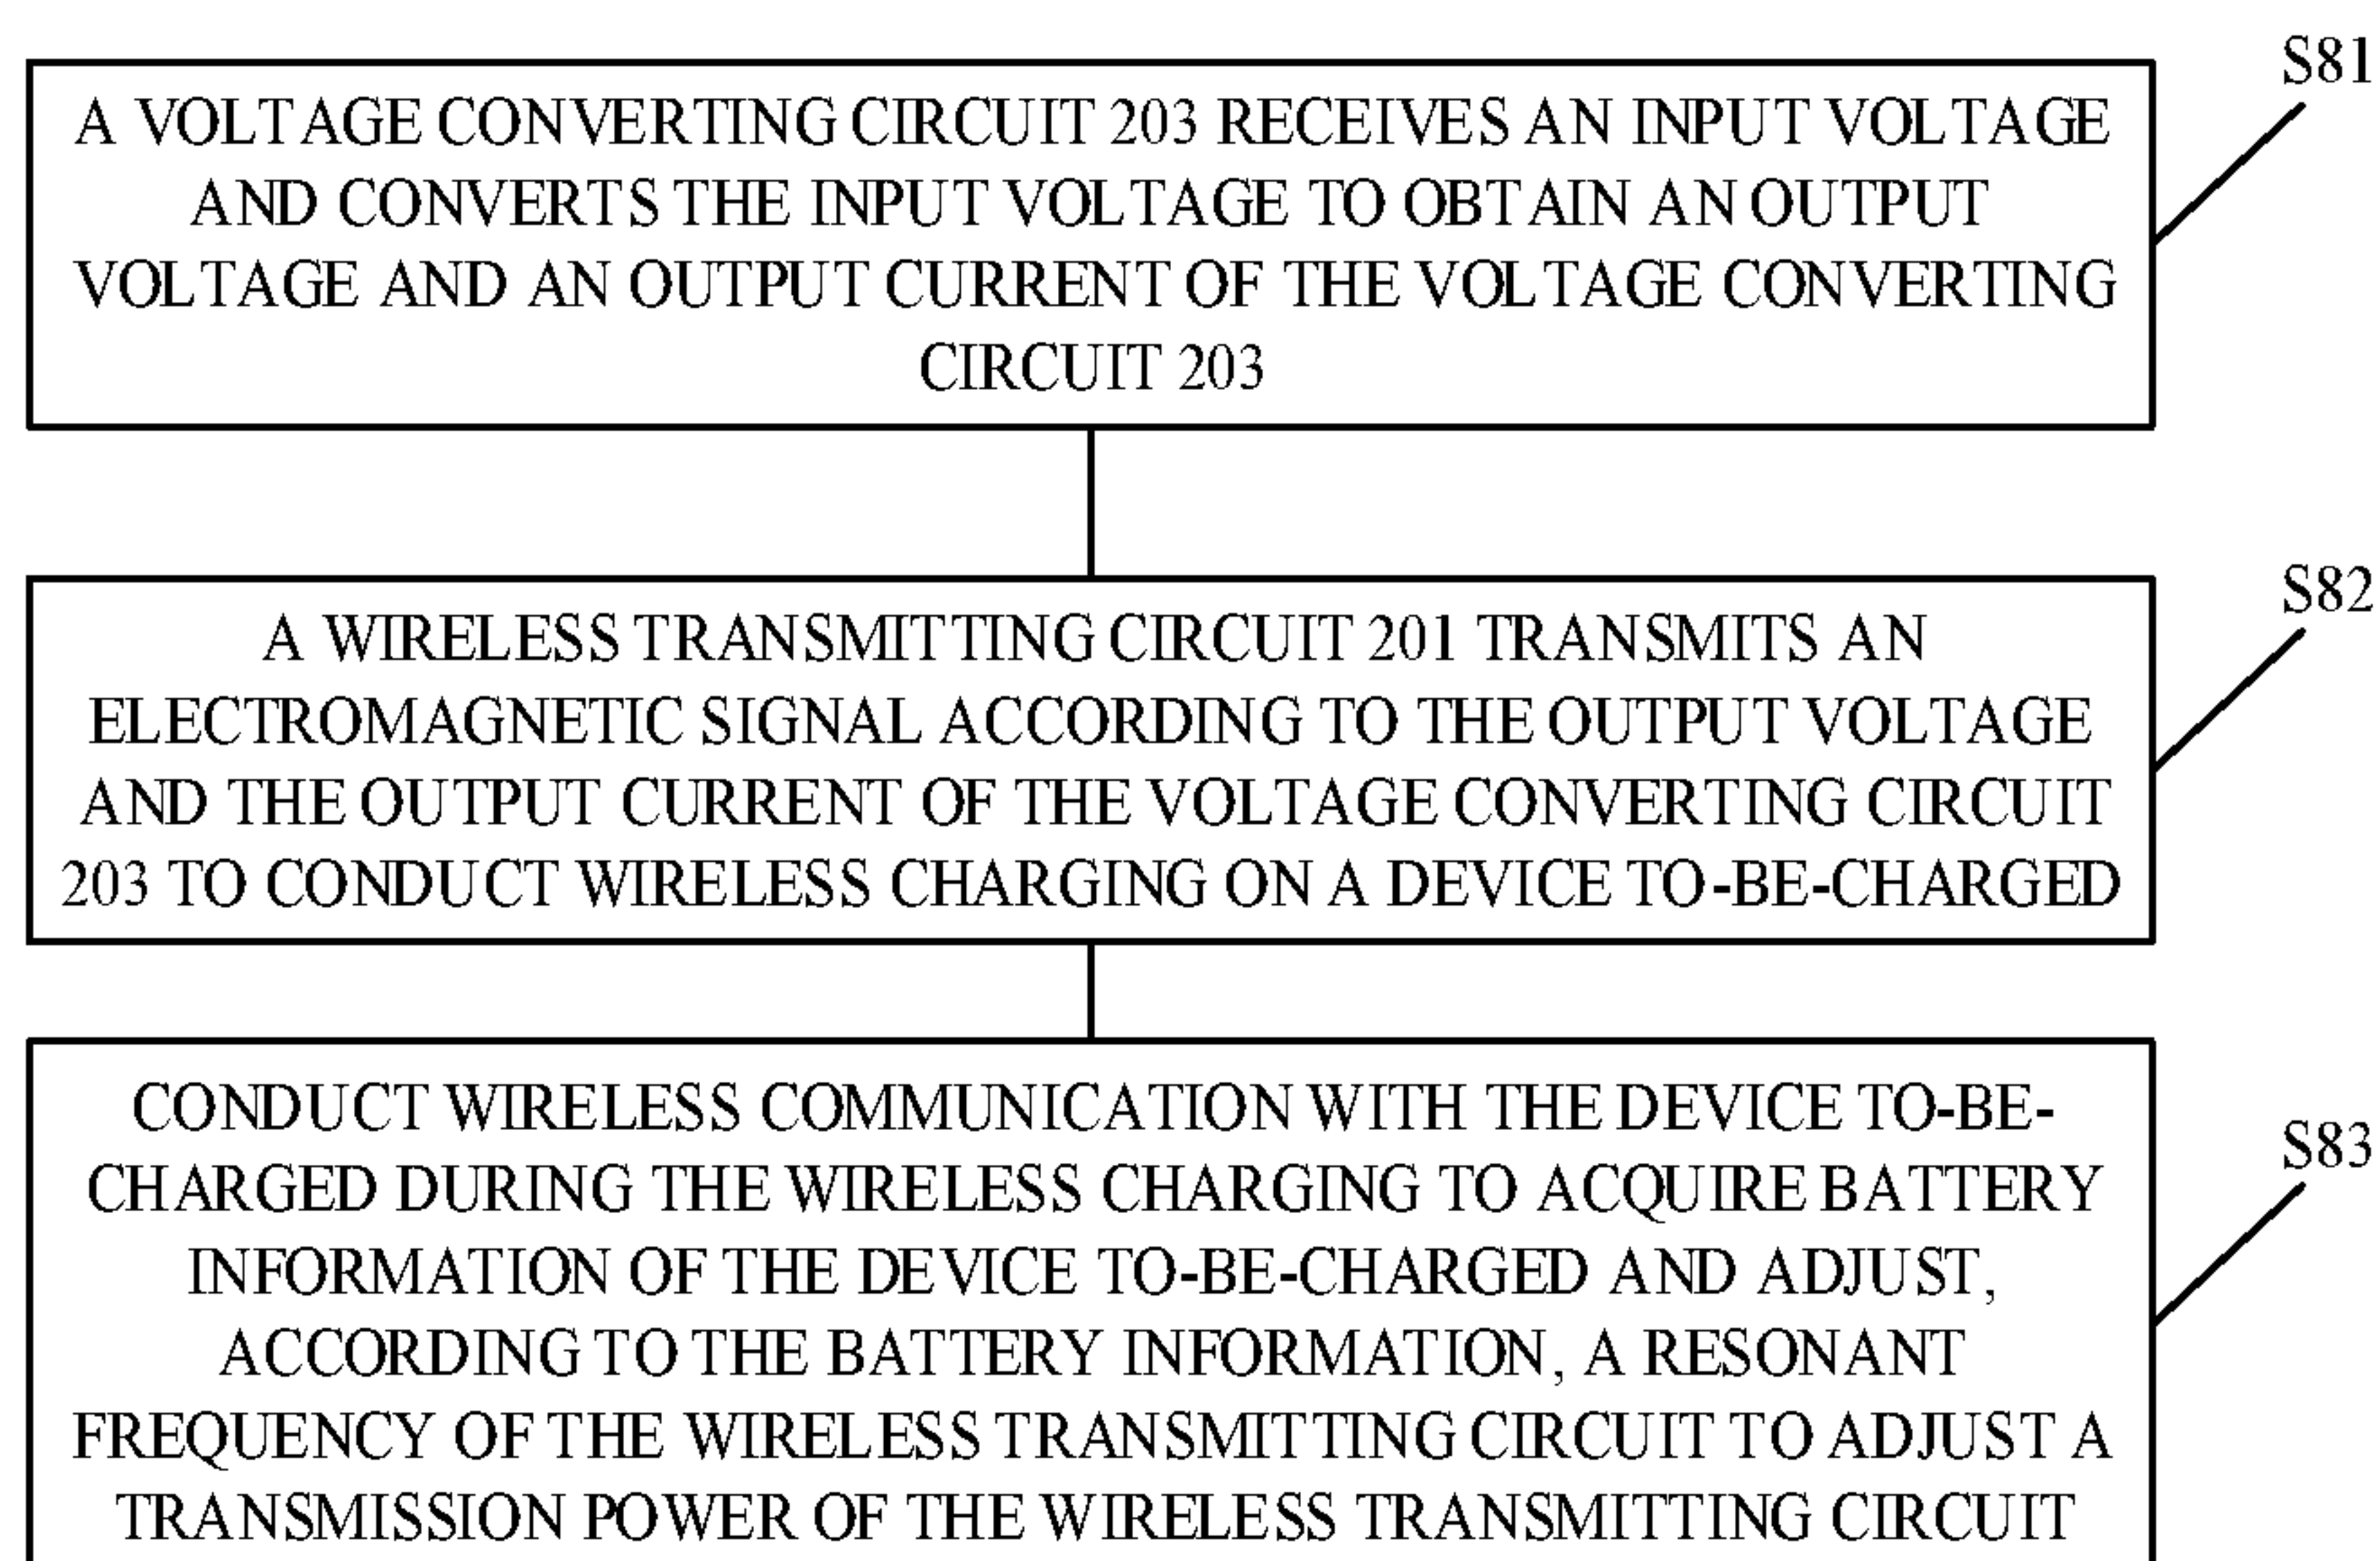 S81
A VOLTAGE CONVERTING CIRCUIT 203 RECEIVES AN INPUT VOLTAGE
AND CONVERTS THE INPUT VOLTAGE TO OBTAIN AN OUTPUT
VOLTAGE AND AN OUTPUT CURRENT OF THE VOLTAGE CONVERTING
CIRCUIT 203
S82
A WIRELESS TRANSMITTING CIRCUIT 201 TRANSMITS AN
ELECTROMAGNETIC SIGNAL ACCORDING TO THE OUTPUT VOLTAGE
AND THE OUTPUT CURRENT OF THE VOLTAGE CONVERTING CIRCUIT
203 TO CONDUCT WIRELESS CHARGING ON A DEVICE TO-BE-CHARGED
S83
CONDUCT WIRELESS COMMUNICATION WITH THE DEVICE TO-BE-
CHARGED DURING THE WIRELESS CHARGING TO ACQUIRE BATTERY
INFORMATION OF THE DEVICE TO-BE-CHARGED AND ADJUST,
ACCORDING TO THE BATTERY INFORMATION, A RESONANT
FREQUENCY OF THE WIRELESS TRANSMITTING CIRCUIT TO ADJUST A
TRANSMISSION POWER OF THE WIRELESS TRANSMITTING CIRCUIT